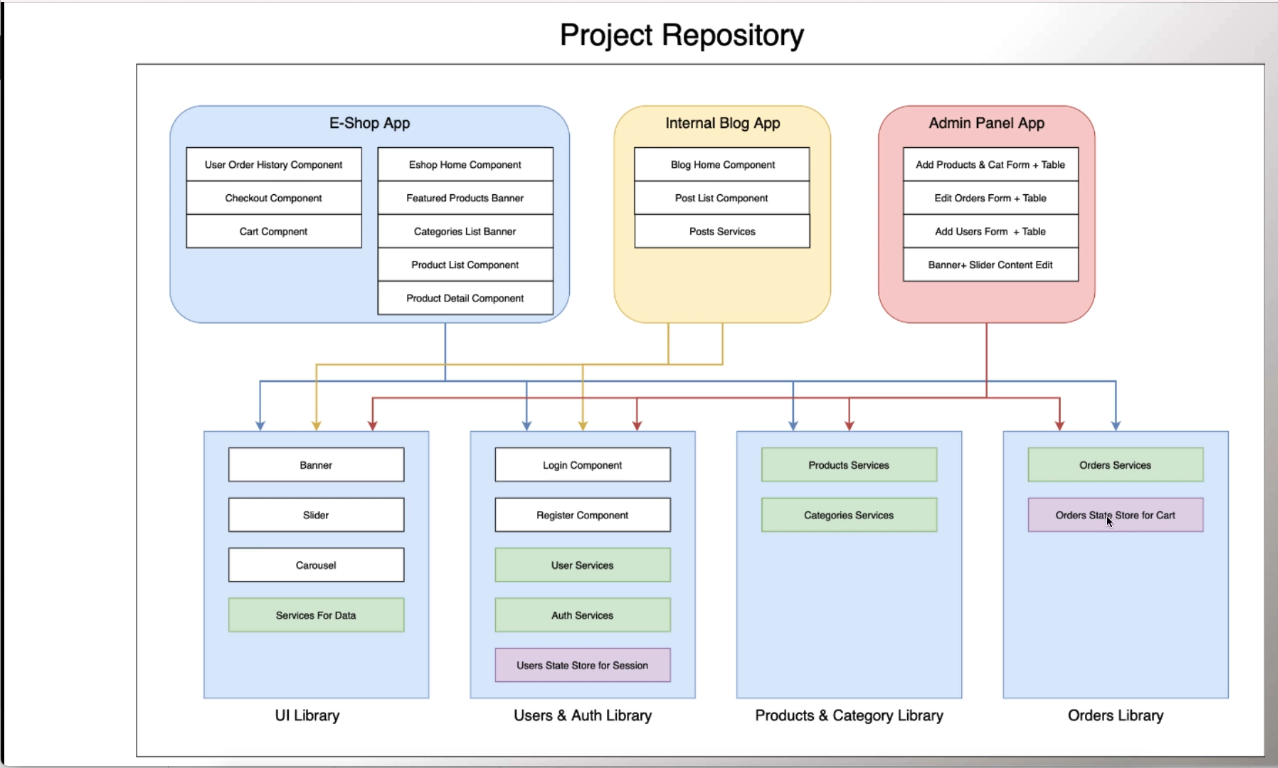 Project Repository
E-Shop App
User Order History Component
Checkout Component
Cart Compnent
Eshop Home Component
Featured Products Banner
Categories List Banner
Product List Component
Product Detail Component
Internal Blog App
Blog Home Component
Post List Component
Posts Services
Admin Panel App
Add Products & Cat Form + Table
Edit Orders Form + Table
Add Users Form  + Table
Banner+ Slider Content Edit
Banner
Slider
Carousel
Services For Data
UI Library
Login Component
Register Component
User Services
Auth Services
Users State Store for Session
Users & Auth Library
Products Services
Categories Services
Products & Category Library
Orders Services
Orders State Store for Cart
Orders Library